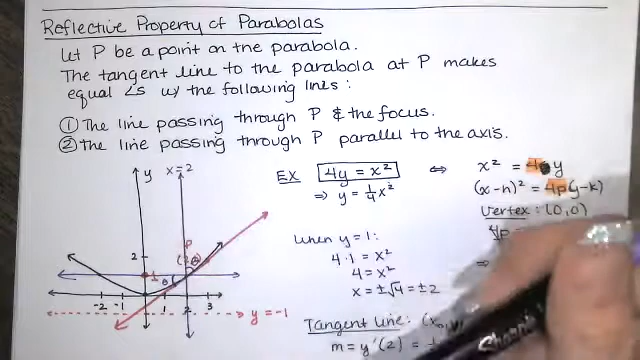 Reflective Property of Parabolas
Let P be a point on the parabola.
The tangent line to the parabola at P makes
equal ∠s w/ the following lines:
① The line passing through P & the focus.
② The line passing through P parallel to the axis.
y x=2
2
-2 -1 1 2 3
y = -1
EX 4y = x²
⇒ y = ¼x²
When y=1:
4·1 = x²
4 = x²
x = ±√4 = ±2
Tangent Line:
m = y'(2) =
⇔ x² = 4 y
(x-h)² = 4p(y-k)
Vertex: (0,0)
4p =
⇒